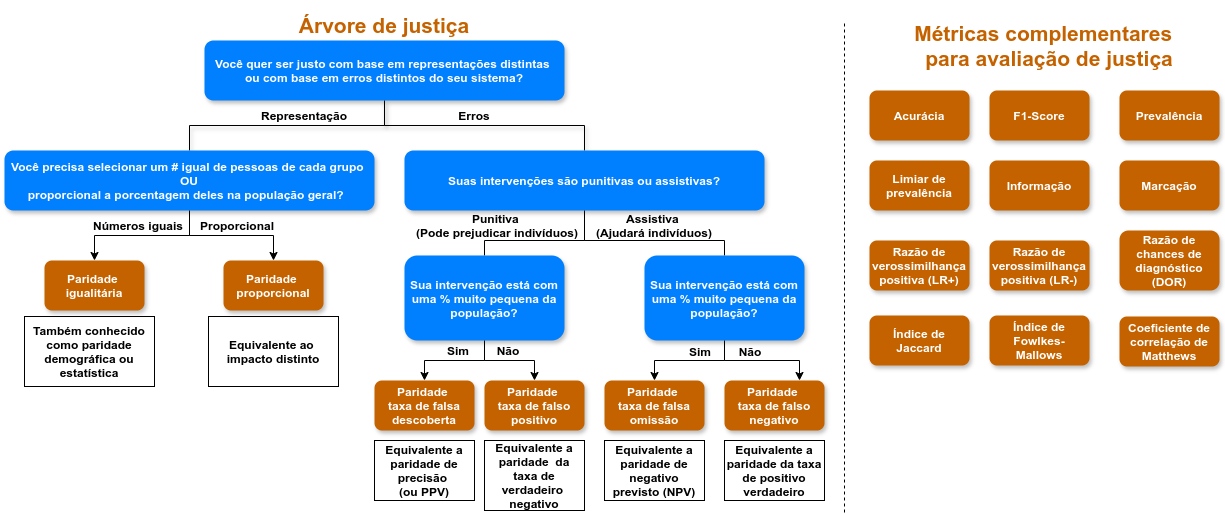 Árvore de justiça
Você quer ser justo com base em representações distintas
ou com base em erros distintos do seu sistema?
Representação
Erros
Você precisa selecionar um # igual de pessoas de cada grupo
OU
proporcional a porcentagem deles na população geral?
Suas intervenções são punitivas ou assistivas?
Números iguais
Proporcional
Punitiva
(Pode prejudicar indivíduos)
Assistiva
(Ajudará indivíduos)
Paridade
igualitária
Paridade
proporcional
Também conhecido
como paridade
demográfica ou
estatística
Equivalente ao
impacto distinto
Sua intervenção está com
uma % muito pequena da
população?
Sua intervenção está com
uma % muito pequena da
população?
Sim
Não
Sim
Não
Paridade
taxa de falsa
descoberta
Paridade
taxa de falso
positivo
Paridade
taxa de falsa
omissão
Paridade
taxa de falso
negativo
Equivalente a
paridade de
precisão
(ou PPV)
Equivalente a
paridade da
taxa de
verdadeiro
negativo
Equivalente a
paridade de
negativo
previsto (NPV)
Equivalente a
paridade da taxa
de positivo
verdadeiro
Métricas complementares
para avaliação de justiça
Acurácia
F1-Score
Prevalência
Limiar de
prevalência
Informação
Marcação
Razão de
verossimilhança
positiva (LR+)
Razão de
verossimilhança
positiva (LR-)
Razão de
chances de
diagnóstico
(DOR)
Índice de
Jaccard
Índice de
Fowlkes-
Mallows
Coeficiente de
correlação de
Matthews